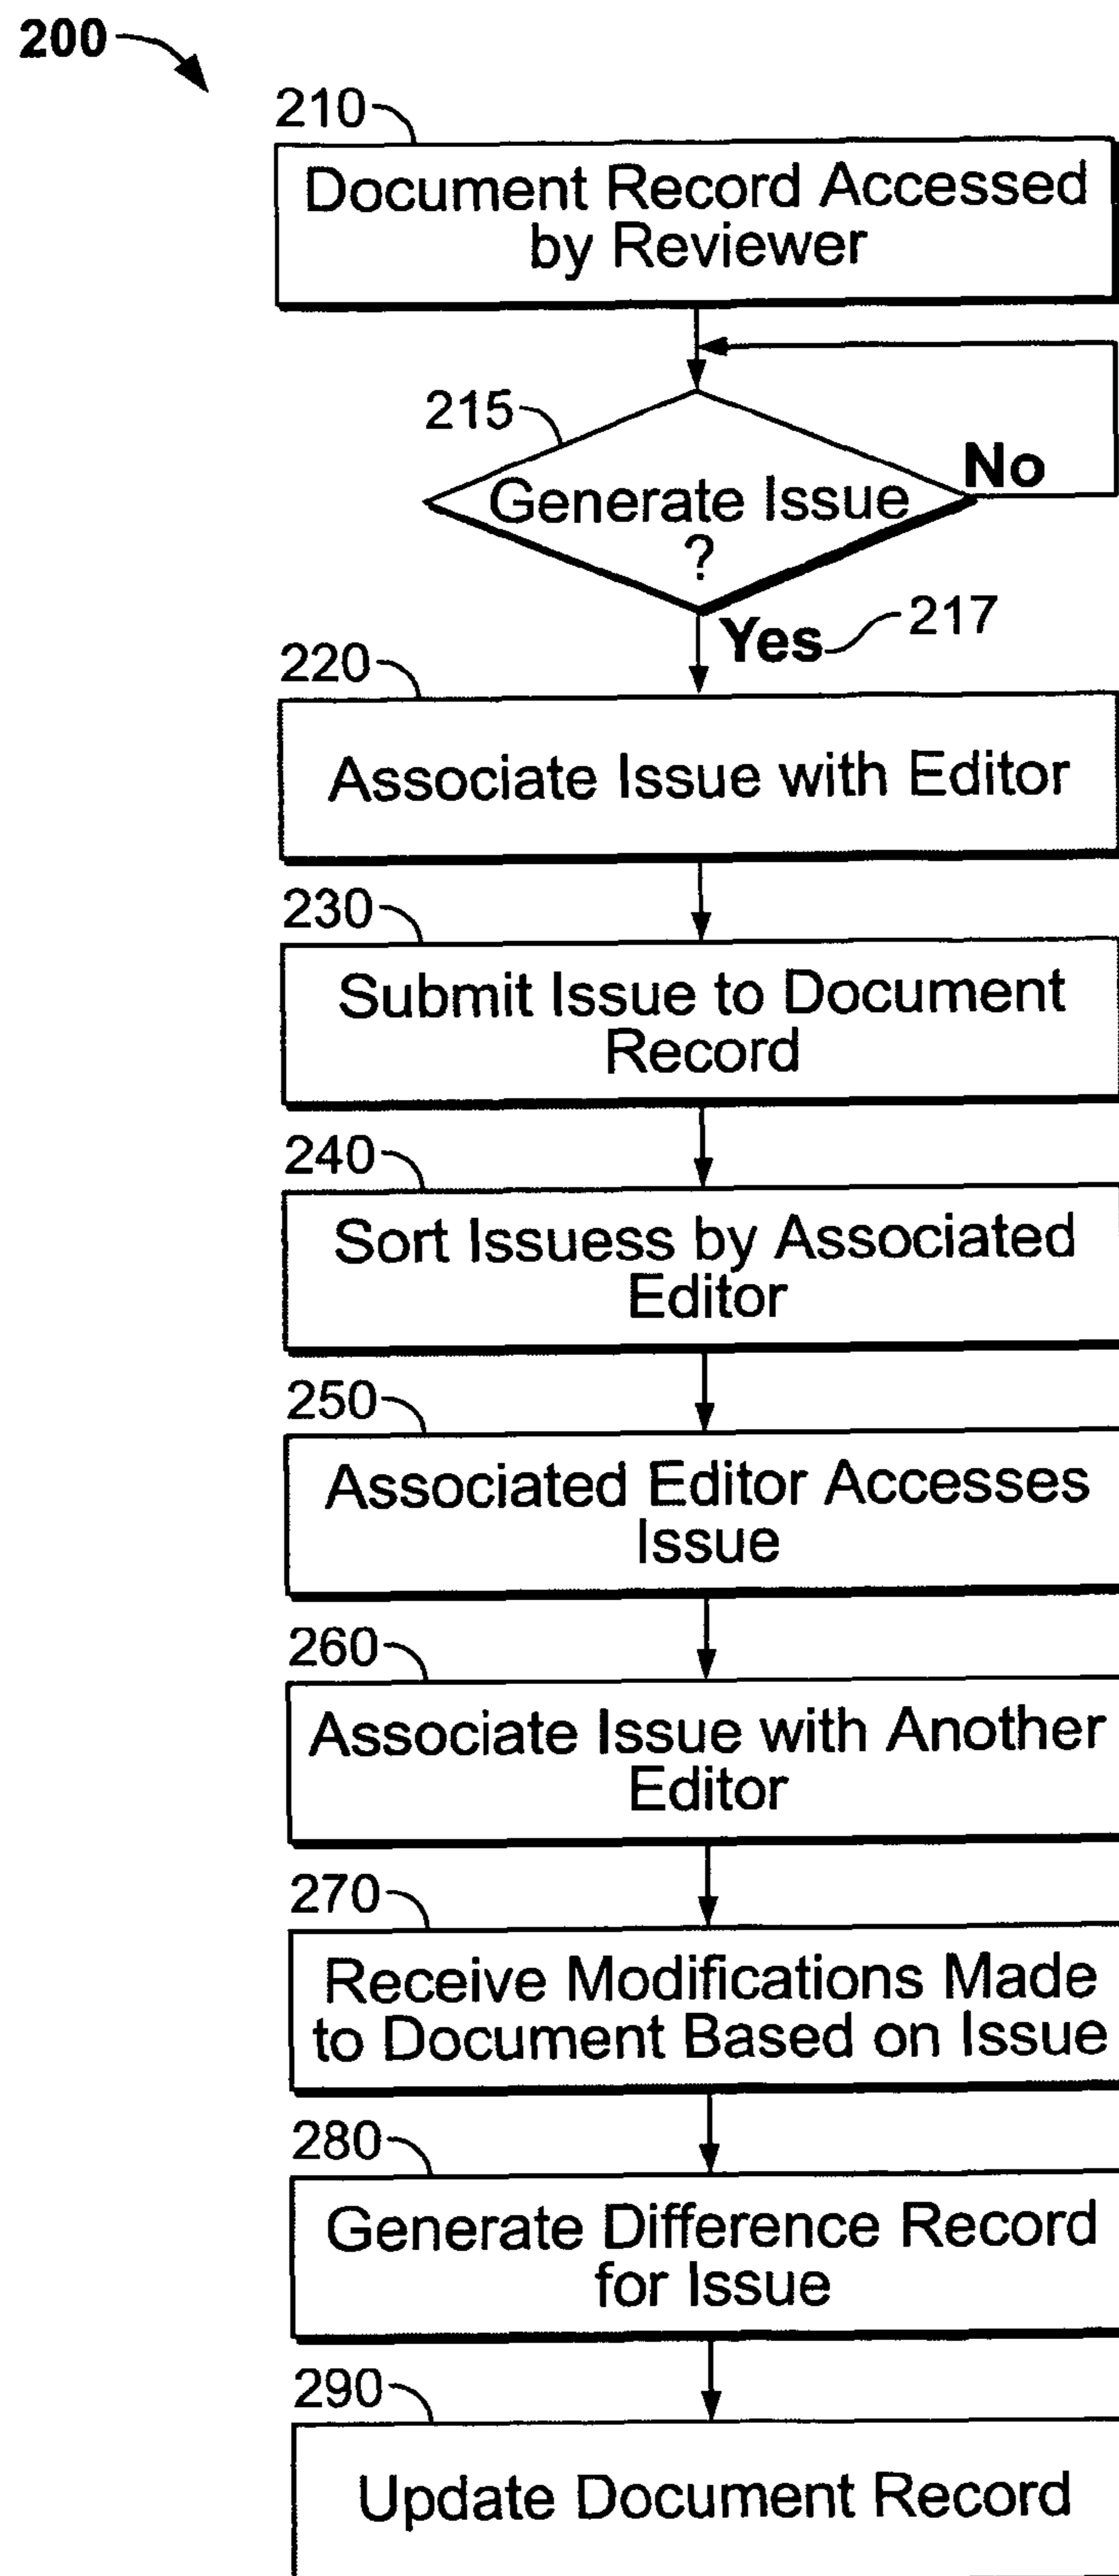 200
210
Document Record Accessed
by Reviewer
215
Generate Issue
?
No
Yes
217
220
Associate Issue with Editor
230
Submit Issue to Document
Record
240
Sort Issuess by Associated
Editor
250
Associated Editor Accesses
Issue
260
Associate Issue with Another
Editor
270
Receive Modifications Made
to Document Based on Issue
280
Generate Difference Record
for Issue
290
Update Document Record